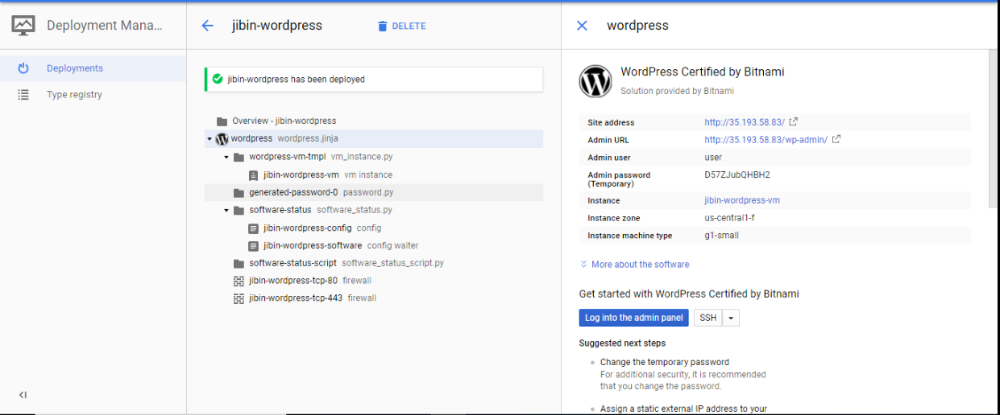 Deployment Mana...
jibin-wordpress
DELETE
wordpress
Deployments
Type registry
jibin-wordpress has been deployed
Overview - jibin-wordpress
wordpress wordpress.jinja
wordpress-vm-tmpl vm_instance.py
jibin-wordpress-vm vm instance
generated-password-0 password.py
software-status software_status.py
jibin-wordpress-config config
jibin-wordpress-software config waiter
software-status-script software_status_script.py
jibin-wordpress-tcp-80 firewall
jibin-wordpress-tcp-443 firewall
WordPress Certified by Bitnami
Solution provided by Bitnami
Site address http://35.193.58.83/
Admin URL http://35.193.58.83/wp-admin/
Admin user user
Admin password D57ZJubQHBH2
(Temporary)
Instance jibin-wordpress-vm
Instance zone us-central1-f
Instance machine type g1-small
More about the software
Get started with WordPress Certified by Bitnami
Log into the admin panel SSH
Suggested next steps
Change the temporary password
For additional security, it is recommended
that you change the password.
Assign a static external IP address to your